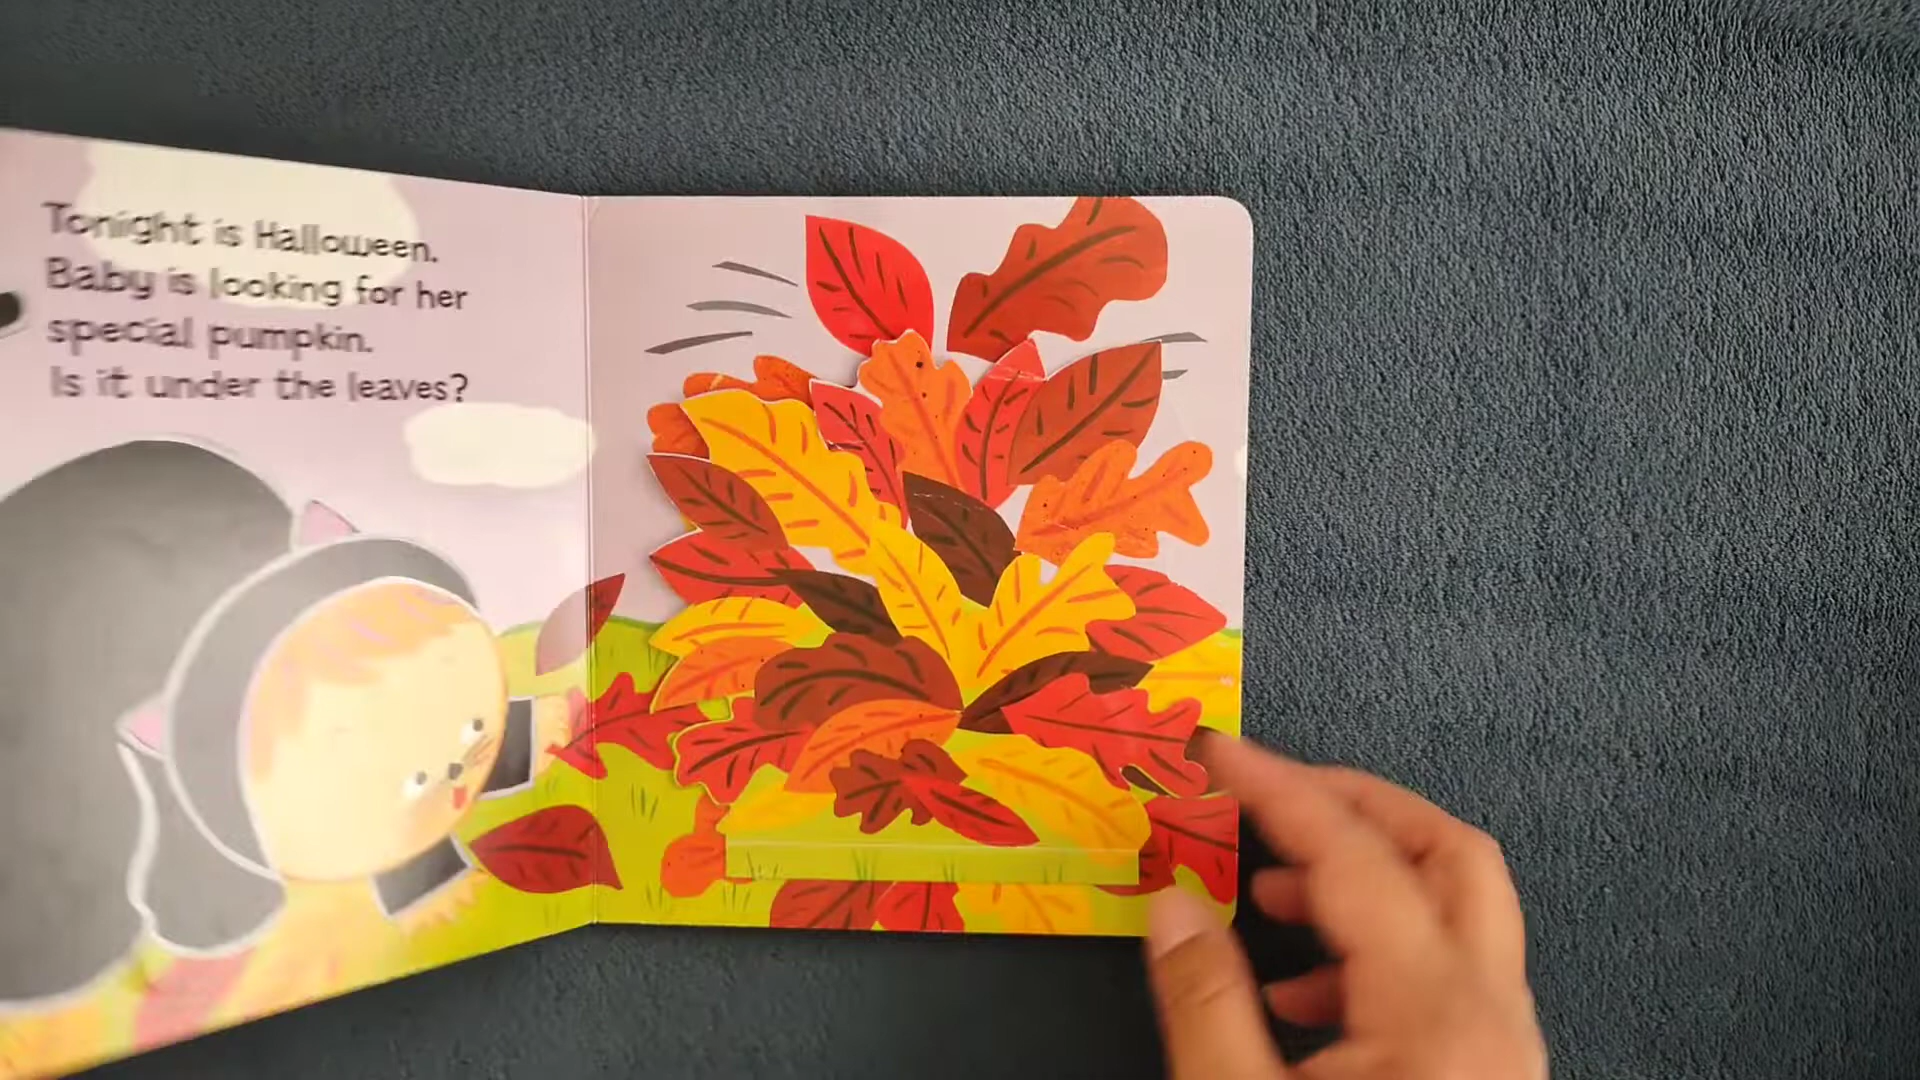 Tonight is Halloween.
Baby is looking for her
special pumpkin.
Is it under the leaves?